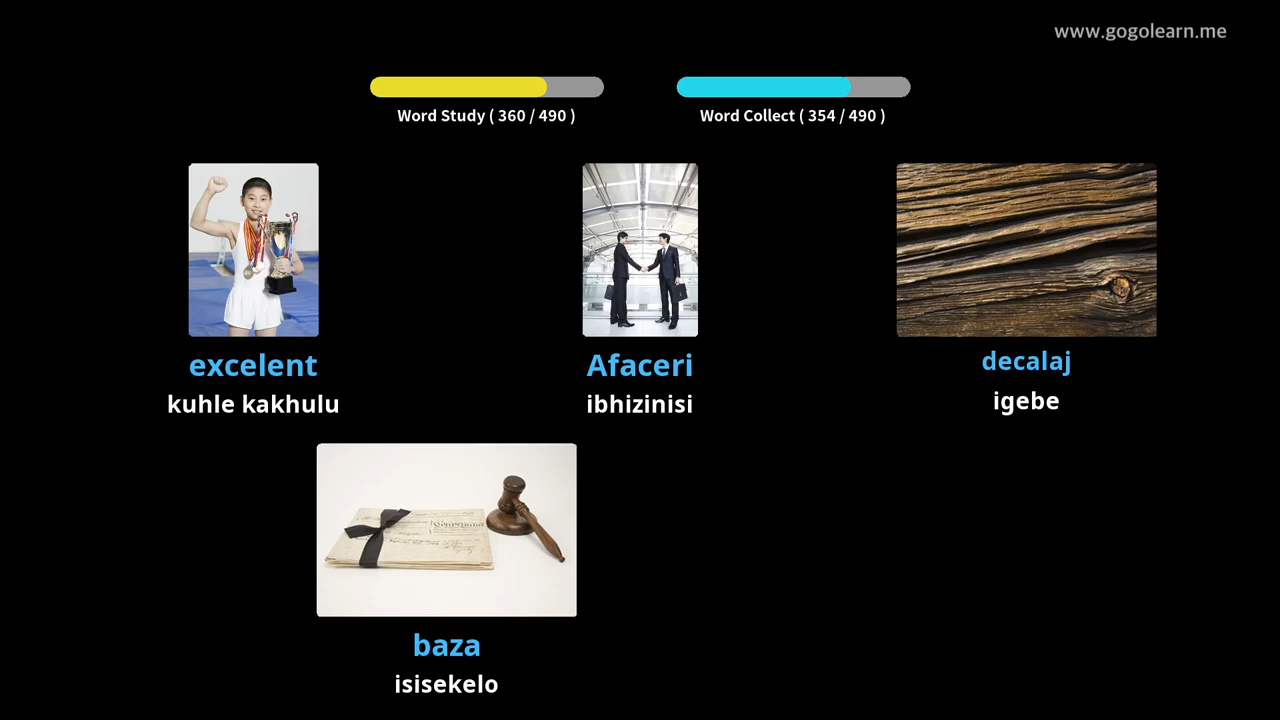 www.gogolearn.me
Word Study ( 360 / 490 )
Word Collect ( 354 / 490 )
excelent
kuhle kakhulu
Afaceri
ibhizinisi
decalaj
igebe
baza
isisekelo